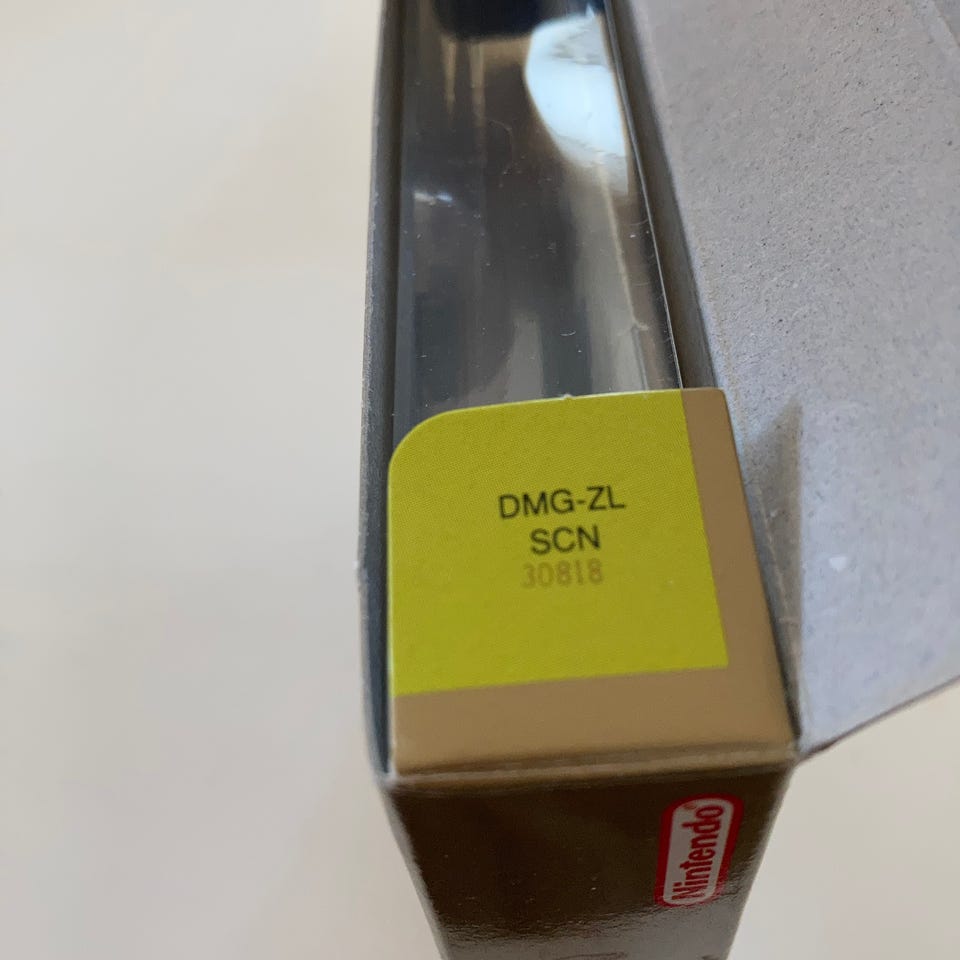 DMG-ZL
SCN
30818
Nintendo®